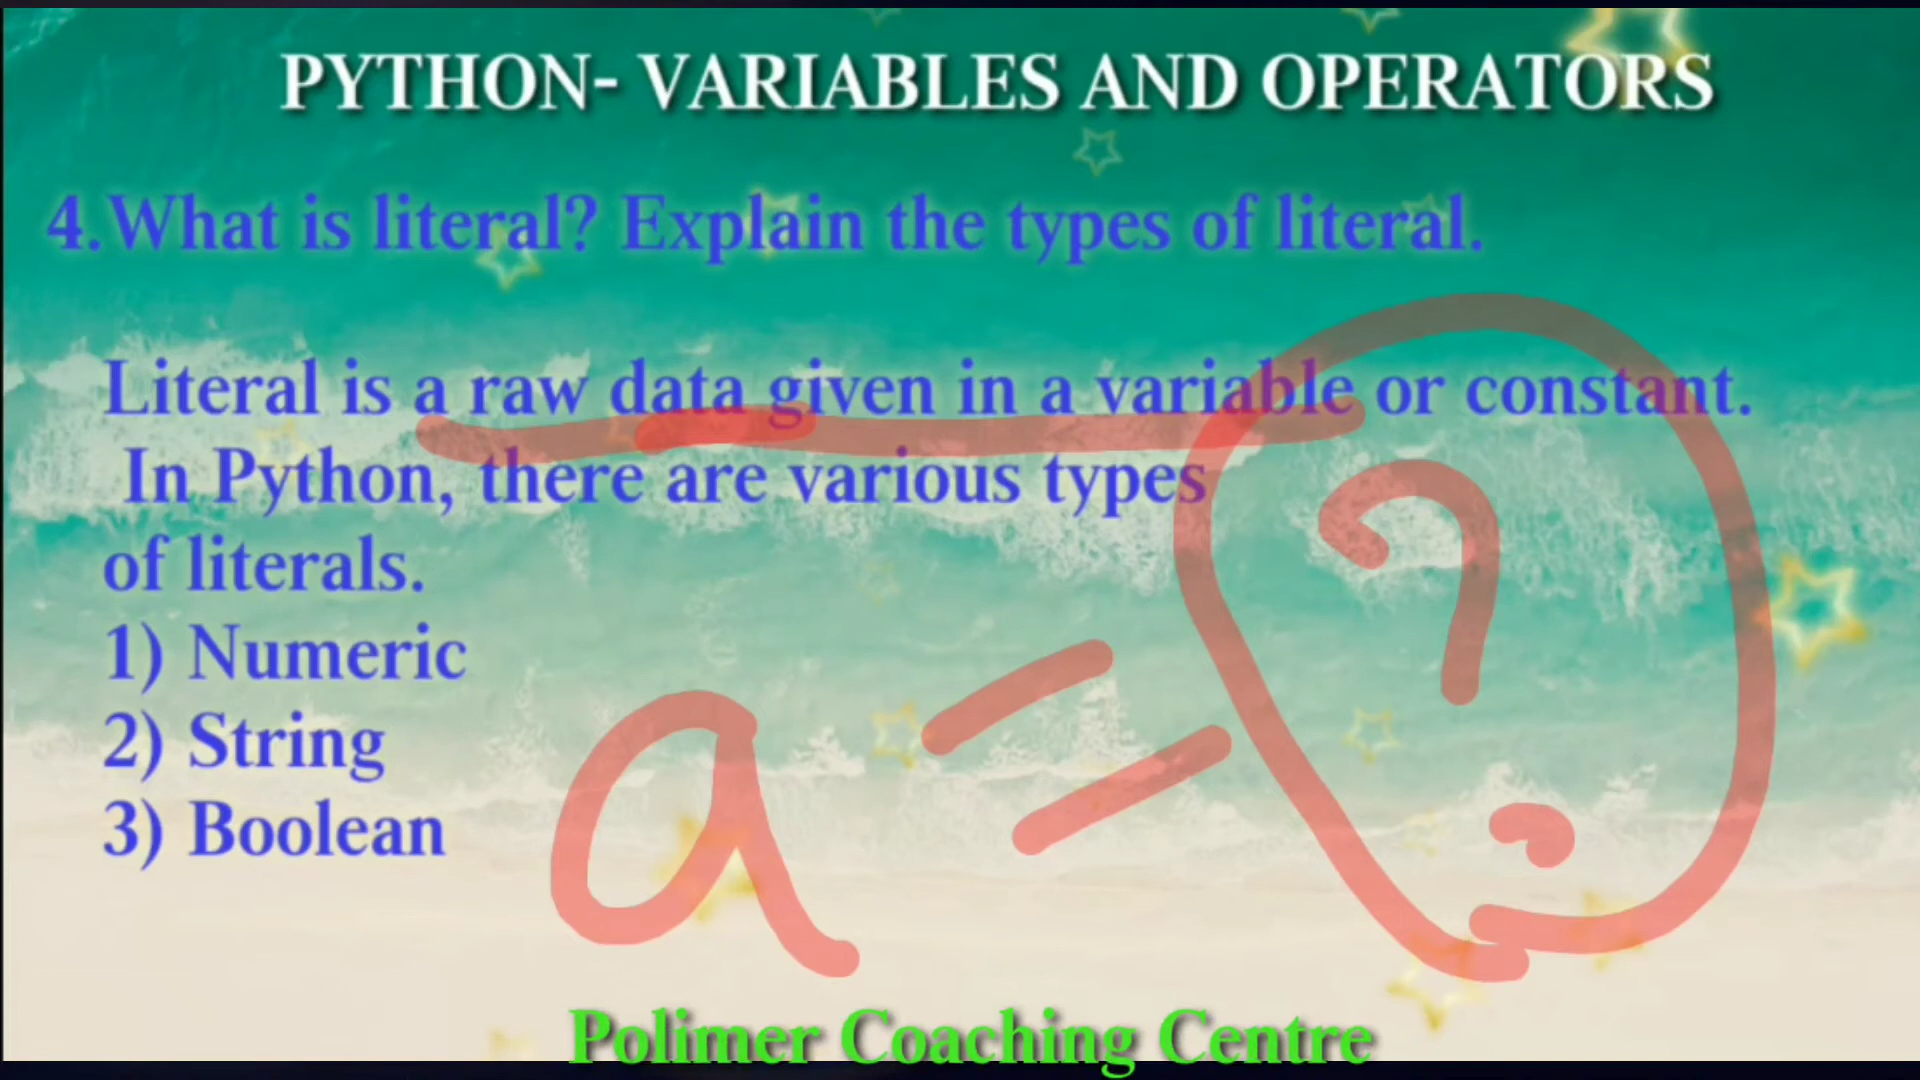 PYTHON- VARIABLES AND OPERATORS
4.What is literal? Explain the types of literal.
Literal is a raw data given in a variable or constant.
In Python, there are various types
of literals.
1) Numeric
2) String
3) Boolean
a = ?
Polimer Coaching Centre